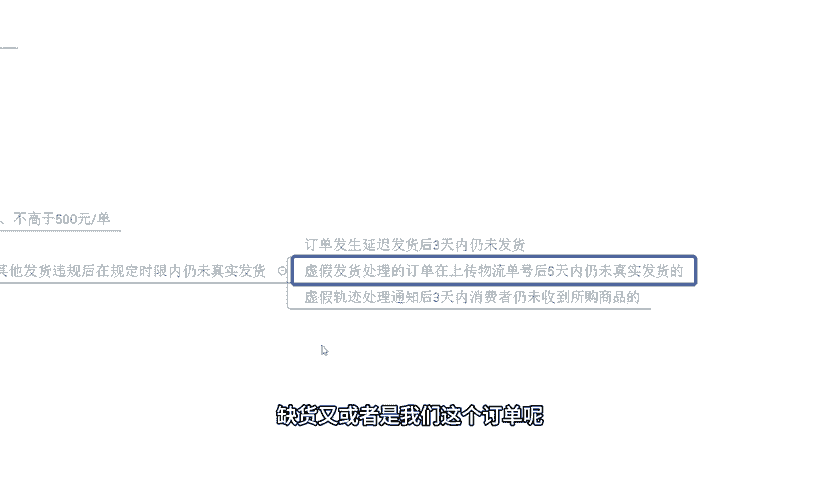 、不高于500元/单
订单发生延迟发货后3天内仍未发货
其他发货违规后在规定时限内仍未真实发货
虚假发货处理的订单在上传物流单号后5天内仍未真实发货的
虚假轨迹处理通知后3天内消费者仍未收到所购商品的
缺货又或者是我们这个订单呢